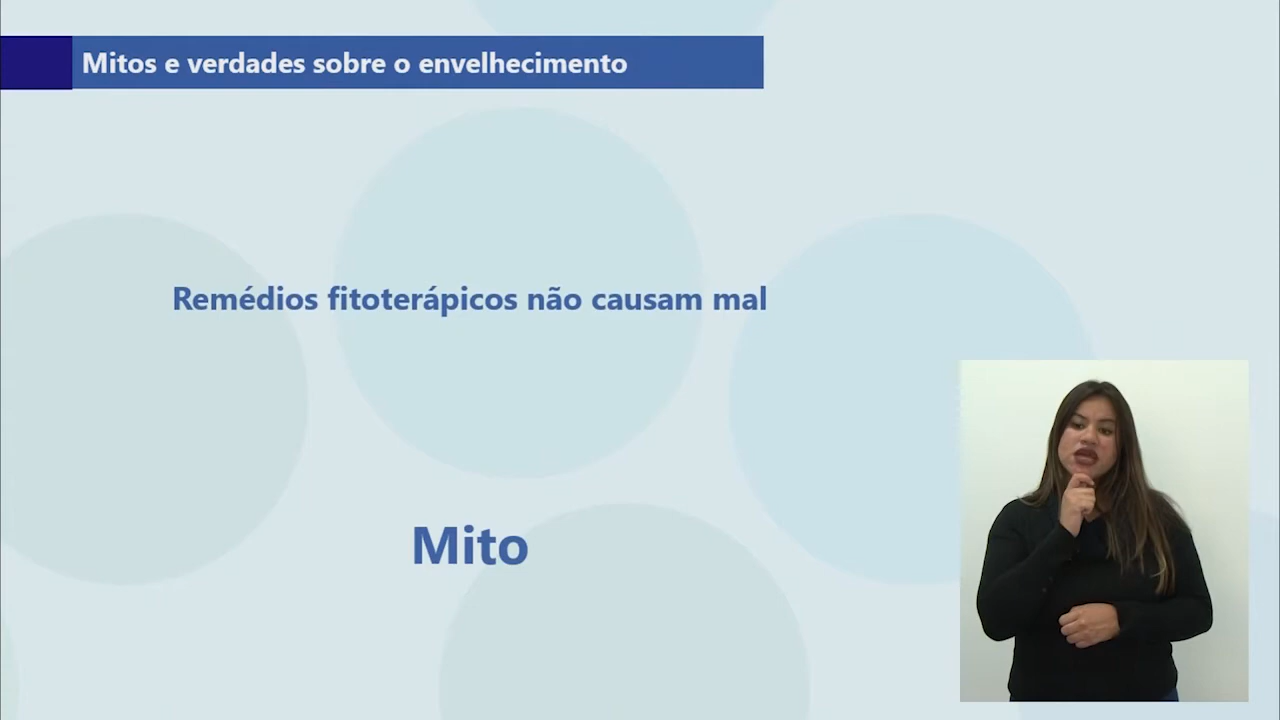 Mitos e verdades sobre o envelhecimento
Remédios fitoterápicos não causam mal
Mito